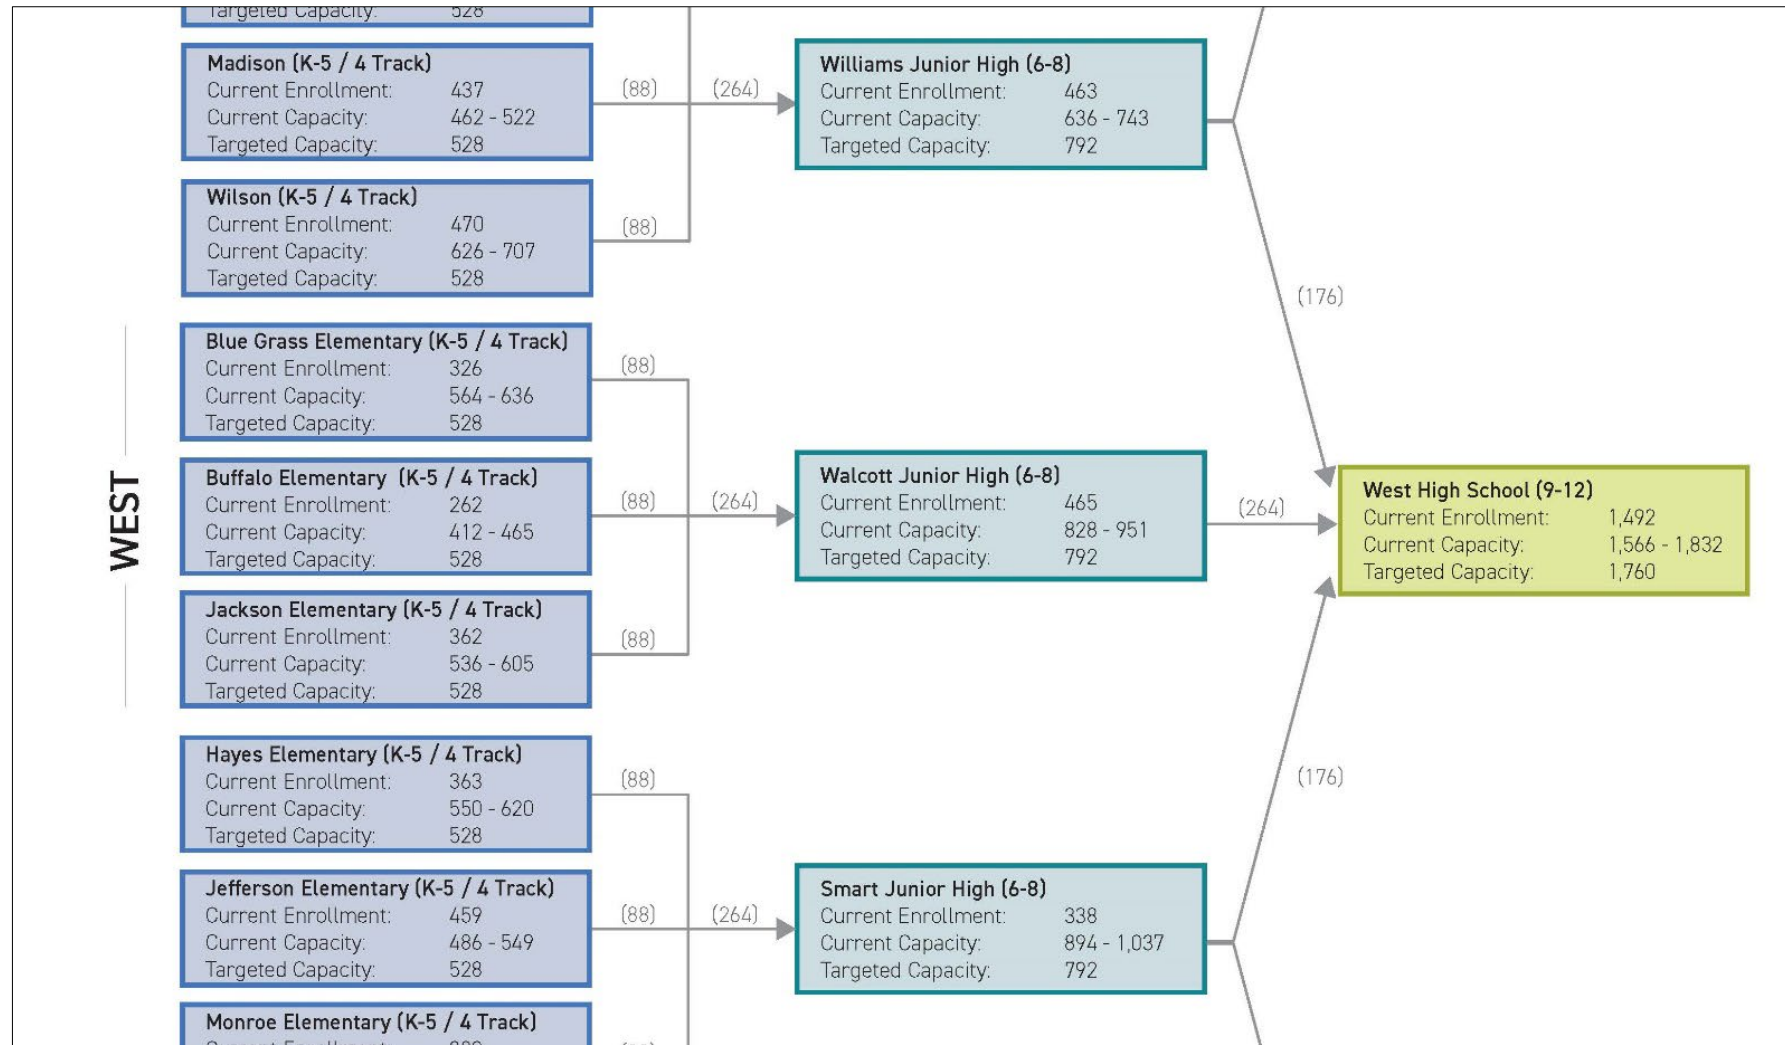 Targeted Capacity: 528
Madison (K-5 / 4 Track)
Current Enrollment: 437
Current Capacity: 462 - 522
Targeted Capacity: 528
(88)
(264)
Williams Junior High (6-8)
Current Enrollment: 463
Current Capacity: 636 - 743
Targeted Capacity: 792
Wilson (K-5 / 4 Track)
Current Enrollment: 470
Current Capacity: 626 - 707
Targeted Capacity: 528
(88)
(176)
WEST
Blue Grass Elementary (K-5 / 4 Track)
Current Enrollment: 326
Current Capacity: 564 - 636
Targeted Capacity: 528
(88)
Buffalo Elementary (K-5 / 4 Track)
Current Enrollment: 262
Current Capacity: 412 - 465
Targeted Capacity: 528
(88)
(264)
Walcott Junior High (6-8)
Current Enrollment: 465
Current Capacity: 828 - 951
Targeted Capacity: 792
(264)
West High School (9-12)
Current Enrollment: 1,492
Current Capacity: 1,566 - 1,832
Targeted Capacity: 1,760
Jackson Elementary (K-5 / 4 Track)
Current Enrollment: 362
Current Capacity: 536 - 605
Targeted Capacity: 528
(88)
Hayes Elementary (K-5 / 4 Track)
Current Enrollment: 363
Current Capacity: 550 - 620
Targeted Capacity: 528
(88)
(176)
Jefferson Elementary (K-5 / 4 Track)
Current Enrollment: 459
Current Capacity: 486 - 549
Targeted Capacity: 528
(88)
(264)
Smart Junior High (6-8)
Current Enrollment: 338
Current Capacity: 894 - 1,037
Targeted Capacity: 792
Monroe Elementary (K-5 / 4 Track)